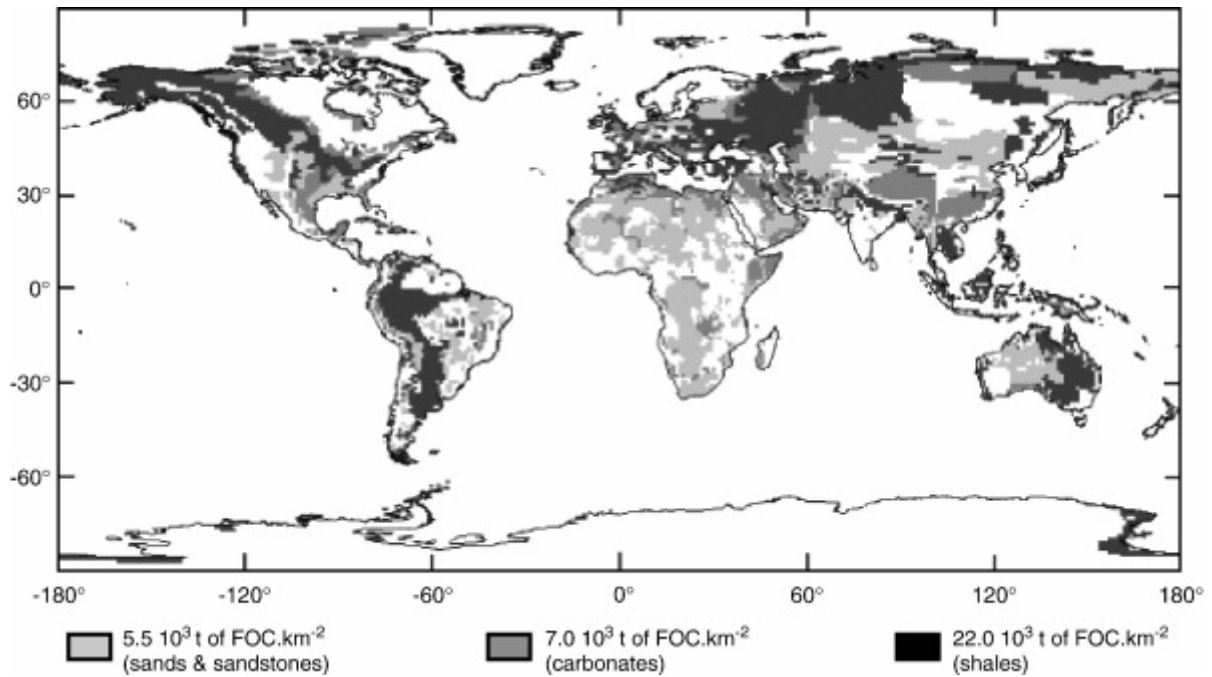 60°
30°
0°
-30°
-60°
-180° -120° -60° 0° 60° 120° 180°
5.5 10³ t of FOC.km⁻² 7.0 10³ t of FOC.km⁻² 22.0 10³ t of FOC.km⁻²
(sands & sandstones) (carbonates) (shales)